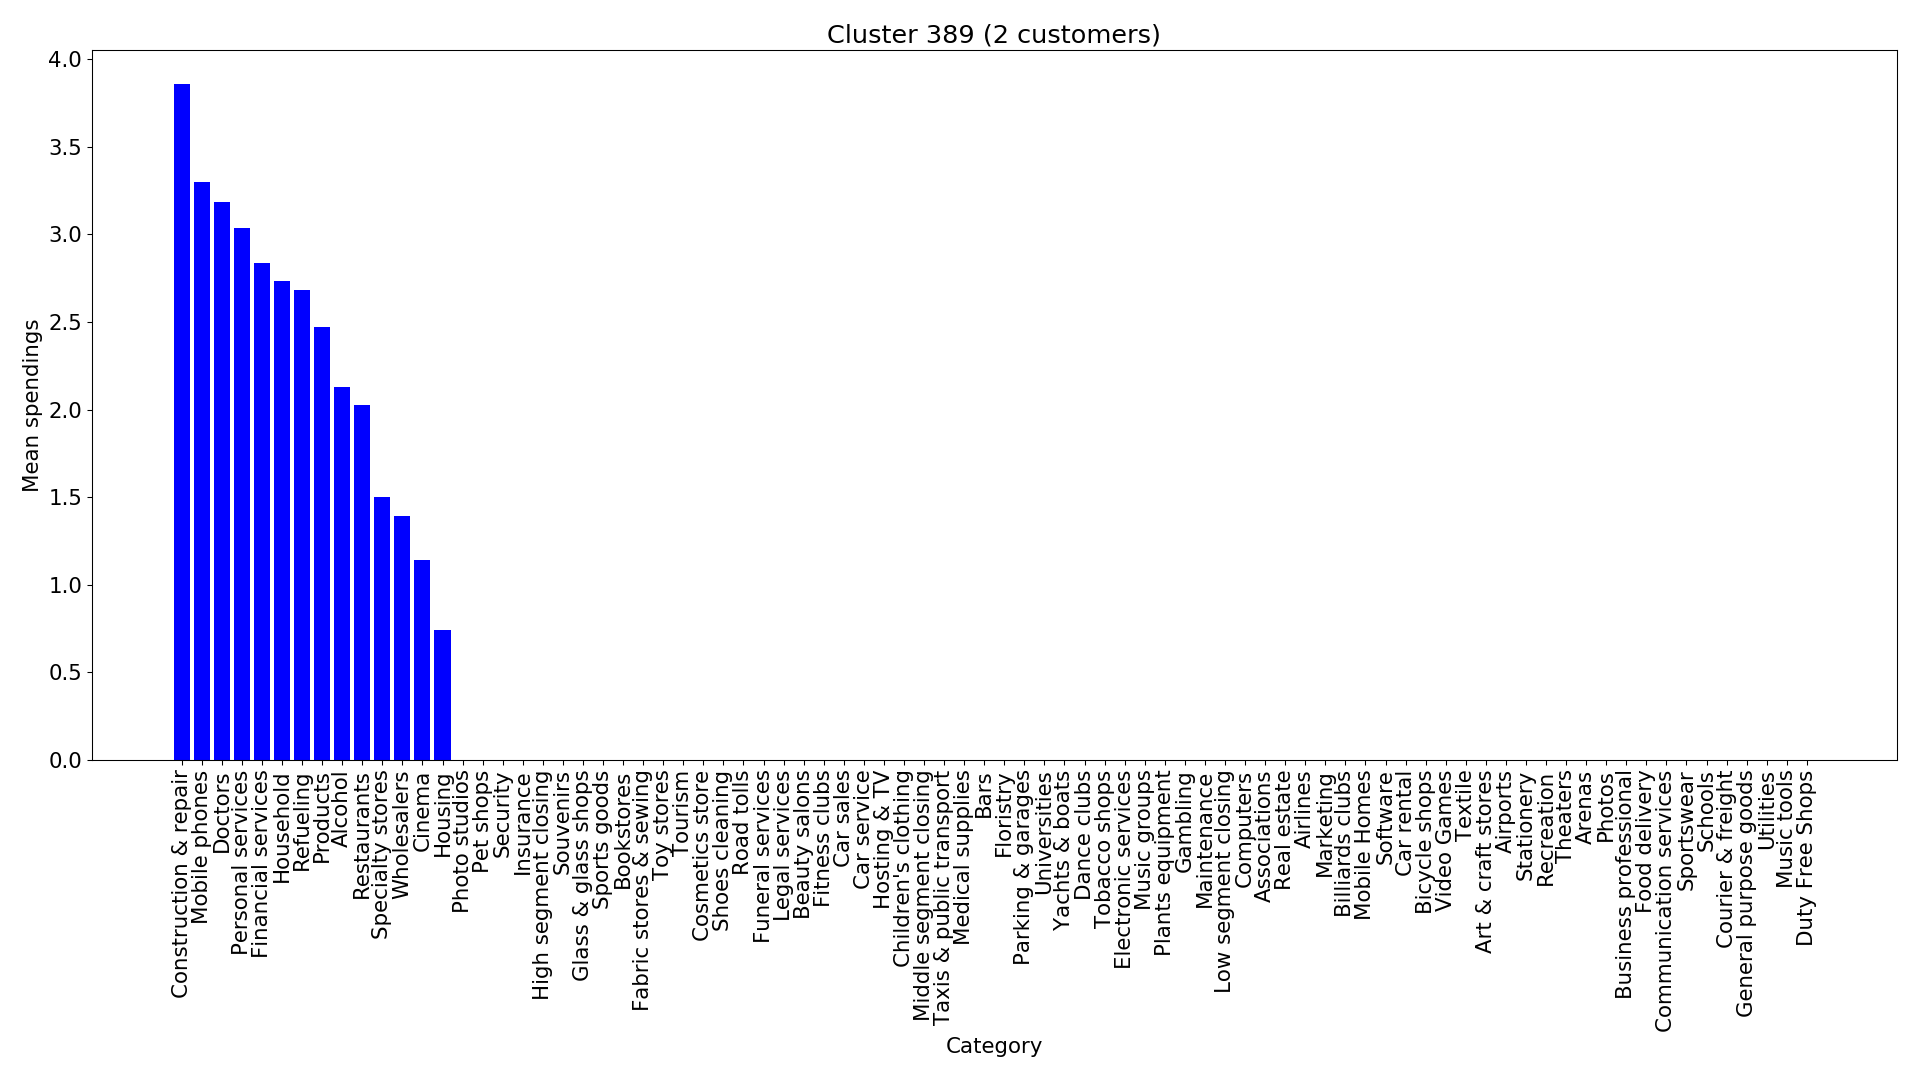 Cluster 389 (2 customers)
4.0
3.5
3.0
2.5
2.0
1.5
1.0
0.5
0.0
Mean spendings
Construction & repair
Mobile phones
Doctors
Personal services
Financial services
Household
Refueling
Products
Alcohol
Restaurants
Specialty stores
Wholesalers
Cinema
Housing
Photo studios
Pet shops
Security
Insurance
High segment closing
Souvenirs
Glass & glass shops
Sports goods
Bookstores
Fabric stores & sewing
Toy stores
Tourism
Cosmetics store
Shoes cleaning
Road tolls
Funeral services
Legal services
Beauty salons
Fitness clubs
Car sales
Car service
Hosting & TV
Children's clothing
Middle segment closing
Taxis & public transport
Medical supplies
Bars
Floristry
Parking & garages
Universities
Yachts & boats
Dance clubs
Tobacco shops
Electronic services
Music groups
Plants equipment
Gambling
Maintenance
Low segment closing
Computers
Associations
Real estate
Airlines
Marketing
Billiards clubs
Mobile Homes
Software
Car rental
Bicycle shops
Video Games
Textile
Art & craft stores
Airports
Stationery
Recreation
Theaters
Arenas
Photos
Business professional
Food delivery
Communication services
Sportswear
Schools
Courier & freight
General purpose goods
Utilities
Music tools
Duty Free Shops
Category